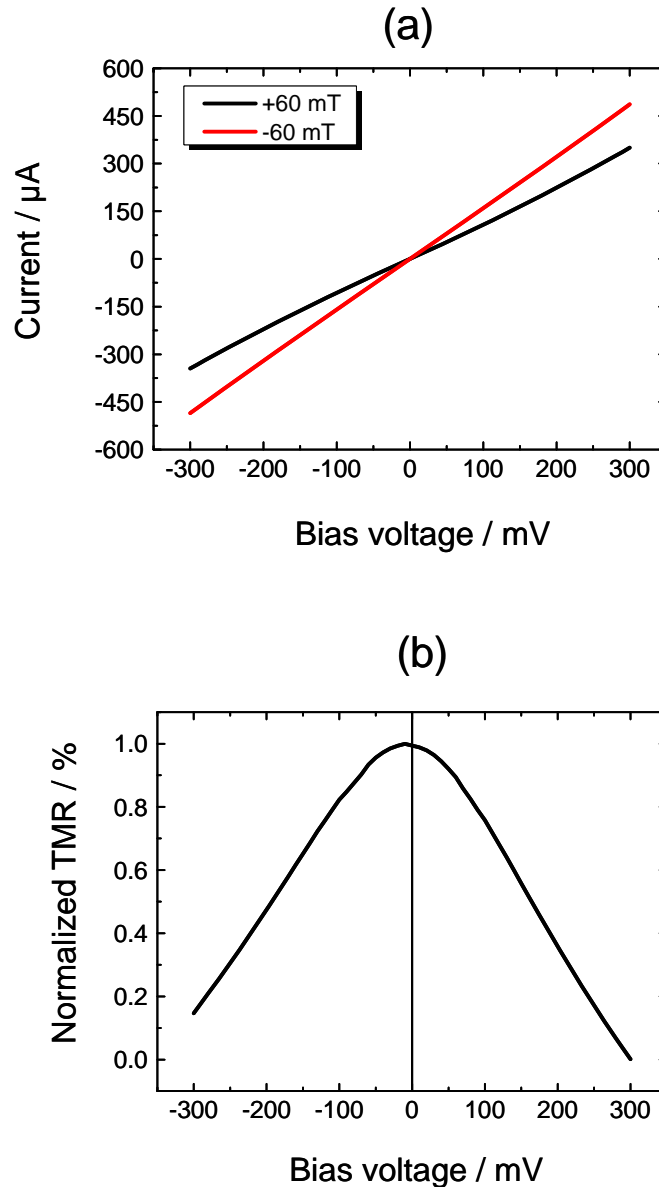 (a)
600
450
300
150
0
-150
-300
-450
-600
+60 mT
-60 mT
Current / µA
-300 -200 -100 0 100 200 300
Bias voltage / mV
(b)
1.0
0.8
0.6
0.4
0.2
0.0
Normalized TMR / %
-300 -200 -100 0 100 200 300
Bias voltage / mV